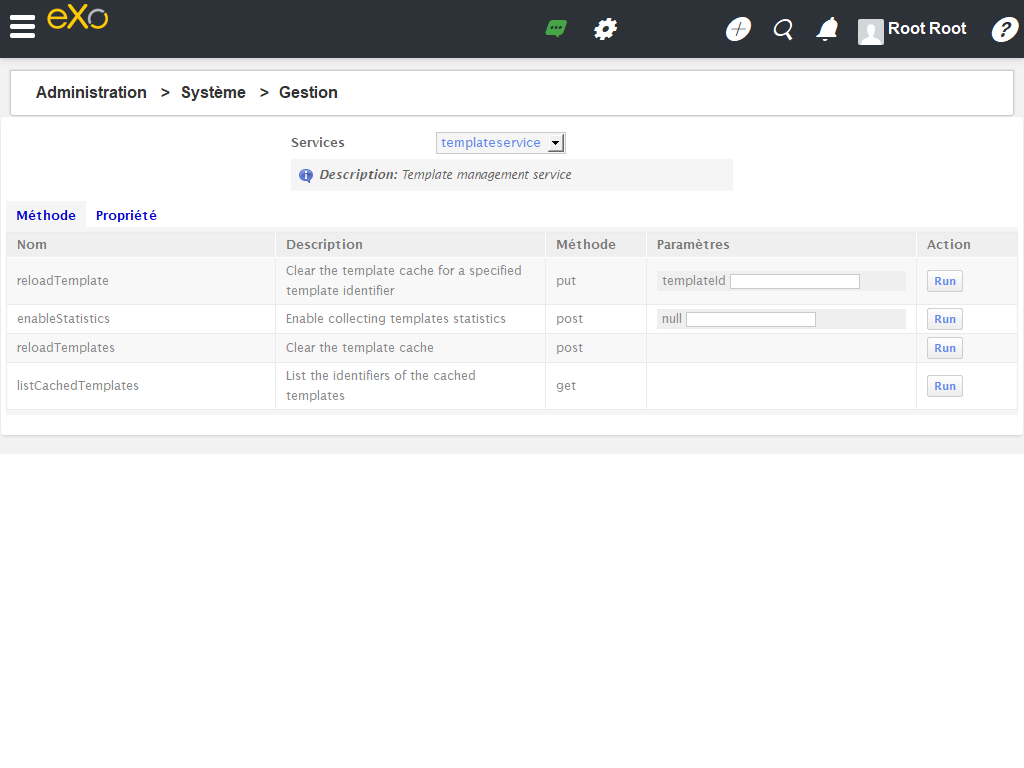 eXo
Root Root
?
Administration > Système > Gestion
Services templateservice
Description: Template management service
Méthode Propriété
Nom Description Méthode Paramètres Action
reloadTemplate Clear the template cache for a specified template identifier put templateId Run
enableStatistics Enable collecting templates statistics post null Run
reloadTemplates Clear the template cache post Run
listCachedTemplates List the identifiers of the cached templates get Run